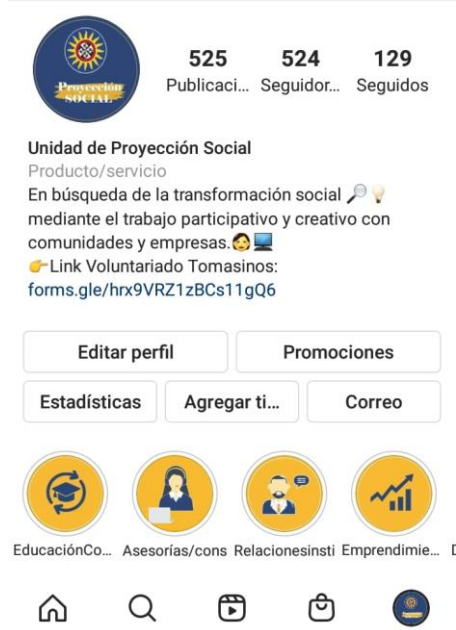 Proyección
SOCIAL
525 524 129
Publicaci... Seguidor... Seguidos
Unidad de Proyección Social
Producto/servicio
En búsqueda de la transformación social
mediante el trabajo participativo y creativo con
comunidades y empresas.
Link Voluntariado Tomasinos:
forms.gle/hrx9VRZ1zBCs11gQ6
Editar perfil Promociones
Estadísticas Agregar ti... Correo
EducaciónCo... Asesorías/cons Relacionesinsti Emprendimie...